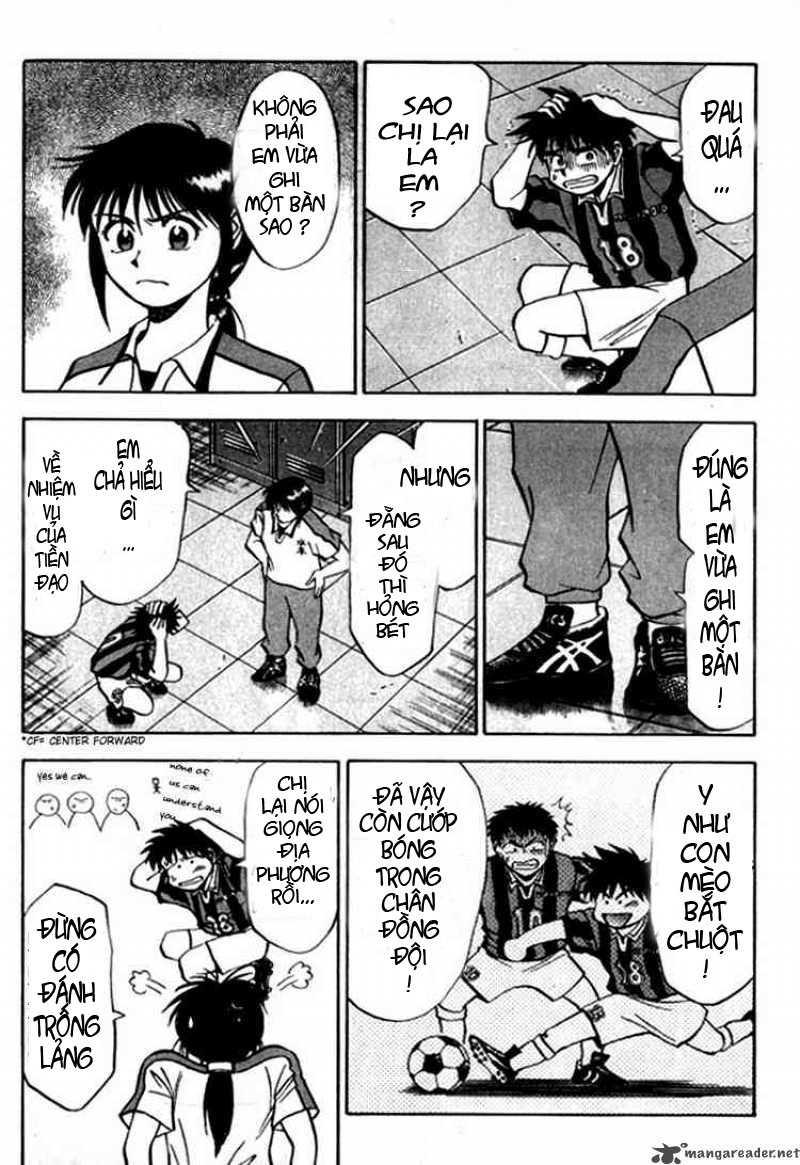 ĐAU
QUÁ
...
SAO
CHỊ LẠI
LA
EM
?
18
KHÔNG
PHẢI
EM VỪA
GHI
MỘT BÀN
SAO ?
ĐÚNG
LÀ
EM
VỪA
GHI
MỘT
BÀN
!
NHƯNG
ĐẰNG
SAU
ĐÓ
THÌ
HỎNG
BÉT
EM
CHẢ HIỂU
GÌ
...
VỀ
NHIỆM
VỤ
CỦA
TIỀN
ĐẠO
*CF= CENTER FORWARD
Y
NHƯ
CON
MÈO
BẮT
CHUỘT
!
ĐÃ VẬY
CÒN CƯỚP
BÓNG
TRONG
CHÂN
ĐỒNG
ĐỘI
!
10
18
CHỊ
LẠI NÓI
GIỌNG
ĐỊA
PHƯƠNG
RỒI...
yes we can..
none of
us can
understand
you
18
ĐỪNG
CÓ
ĐÁNH
TRỐNG
LẢNG
mangareader.net